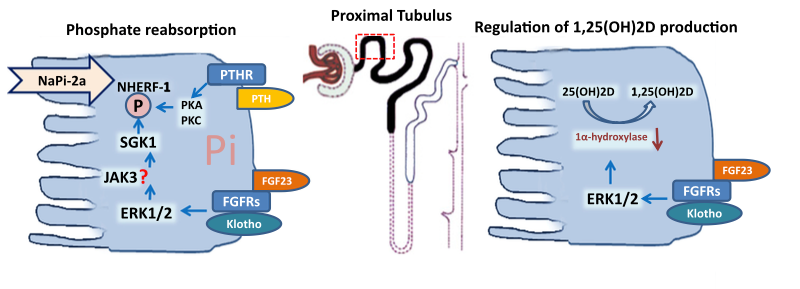 Phosphate reabsorption
NaPi-2a
NHERF-1
P
PTHR
PTH
PKA
PKC
SGK1
Pi
JAK3?
FGF23
ERK1/2
FGFRs
Klotho
Proximal Tubulus
Regulation of 1,25(OH)2D production
25(OH)2D
1,25(OH)2D
1α-hydroxylase
FGF23
ERK1/2
FGFRs
Klotho